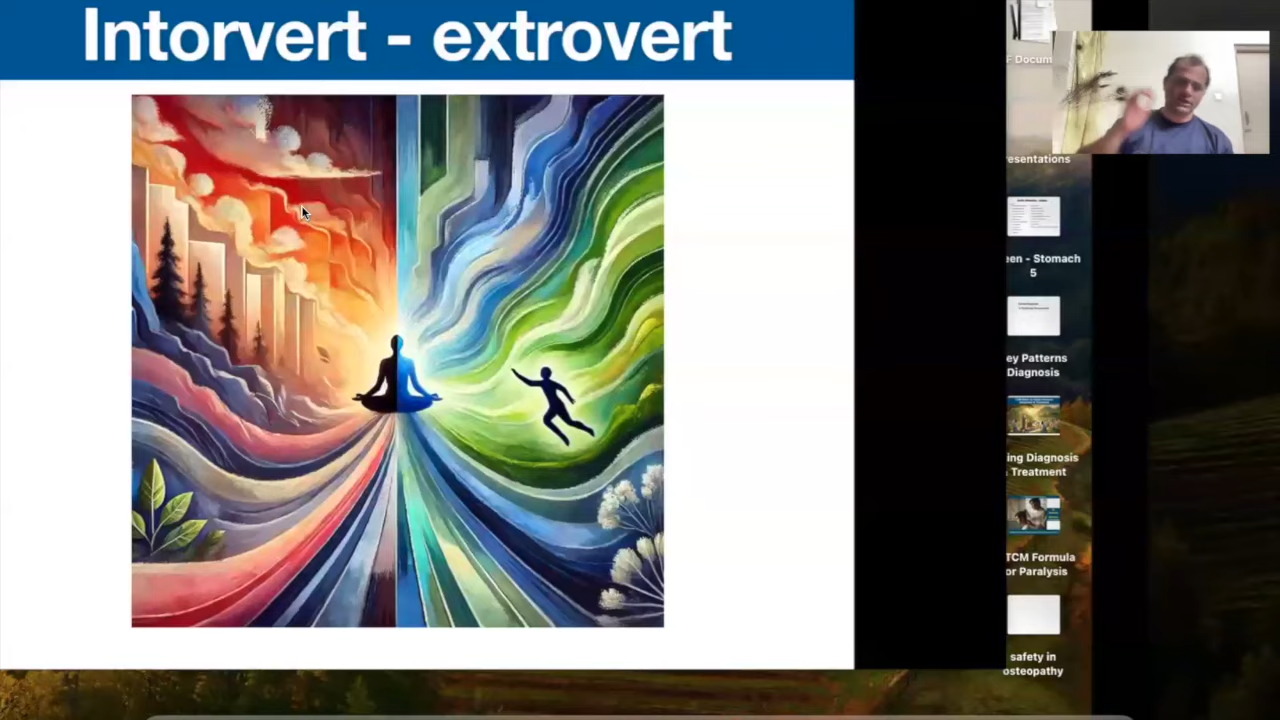 Intorvert - extrovert
F Docum
esentations
een - Stomach
5
ey Patterns
Diagnosis
ing Diagnosis
Treatment
TCM Formula
or Paralysis
safety in
osteopathy